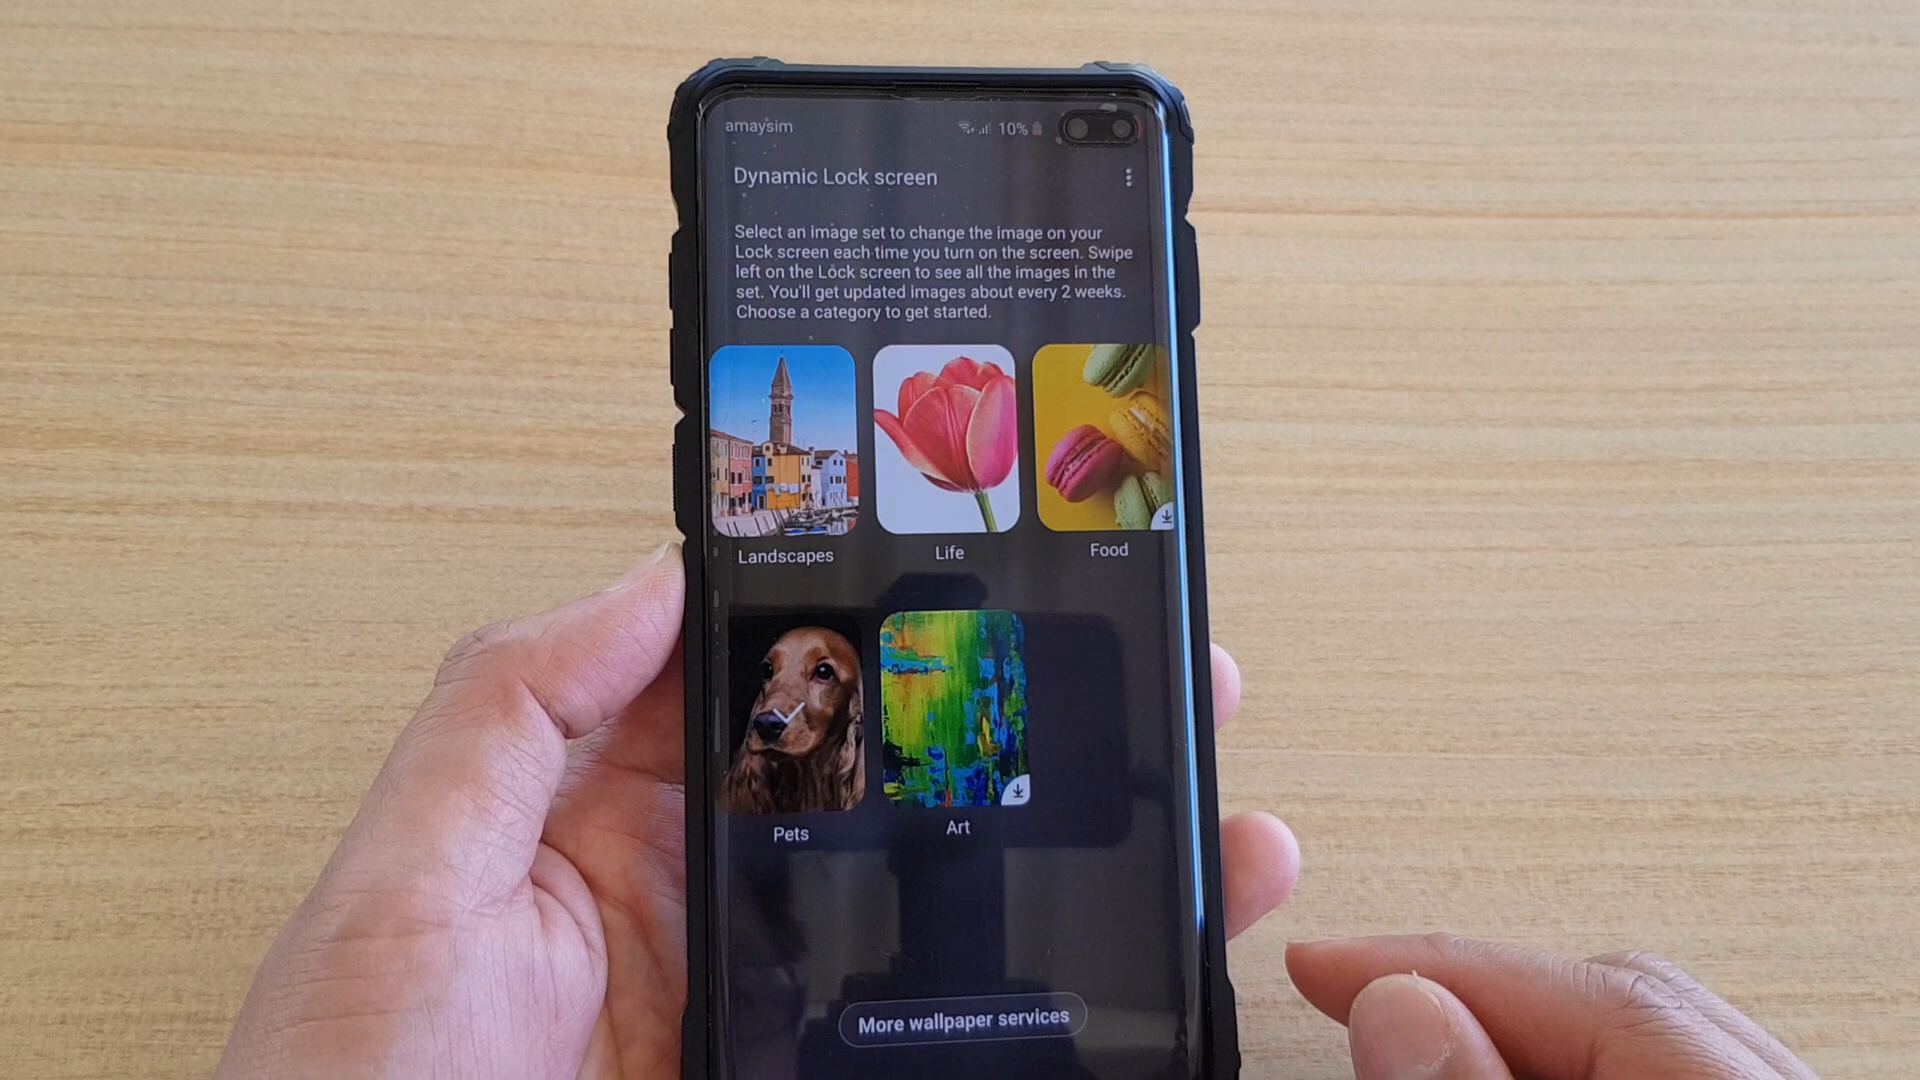 amaysim 10%
Dynamic Lock screen
Select an image set to change the image on your
Lock screen each time you turn on the screen. Swipe
left on the Lock screen to see all the images in the
set. You'll get updated images about every 2 weeks.
Choose a category to get started.
Landscapes Life Food
Pets Art
More wallpaper services